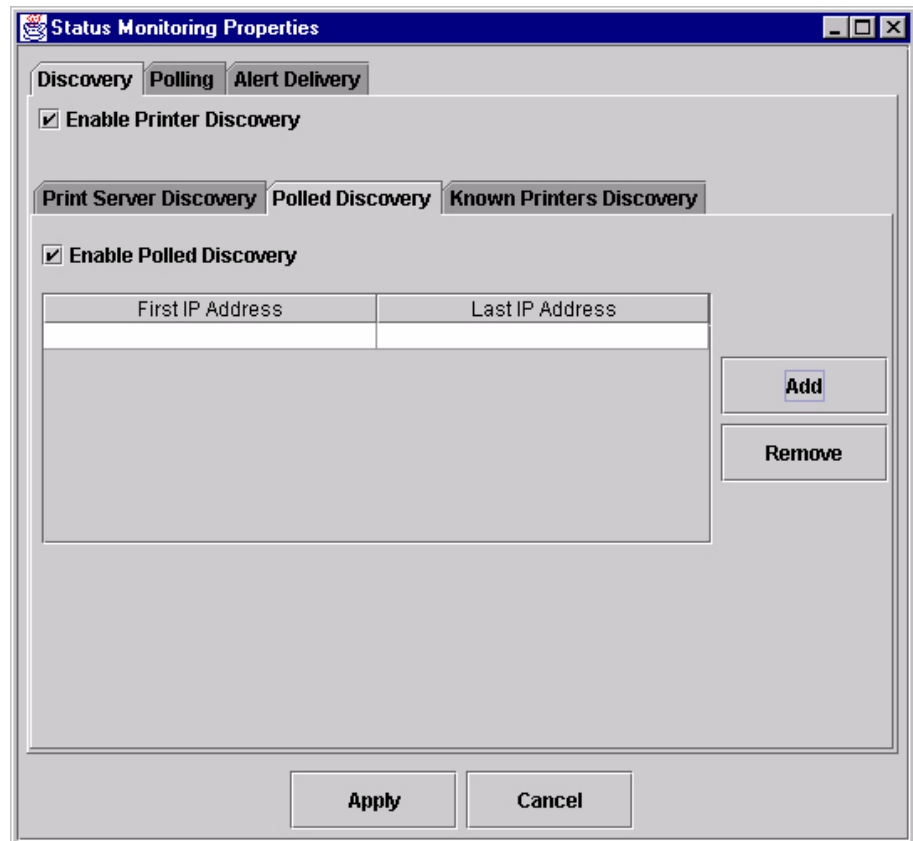 Status Monitoring Properties
Discovery Polling Alert Delivery
Enable Printer Discovery
Print Server Discovery Polled Discovery Known Printers Discovery
Enable Polled Discovery
First IP Address Last IP Address
Add
Remove
Apply Cancel